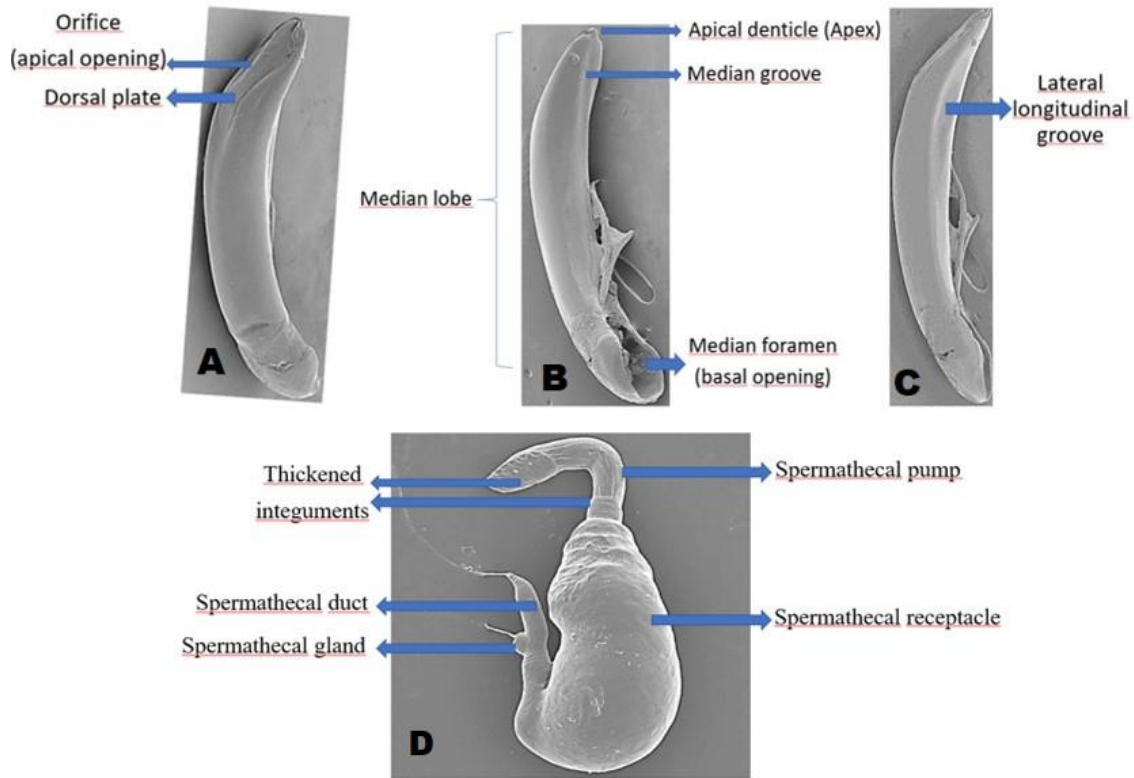 Orifice
(apical opening)
Dorsal plate
A
Median lobe
Apical denticle (Apex)
Median groove
Median foramen
(basal opening)
B
Lateral
longitudinal
groove
C
Thickened
integuments
Spermathecal duct
Spermathecal gland
Spermathecal pump
Spermathecal receptacle
D